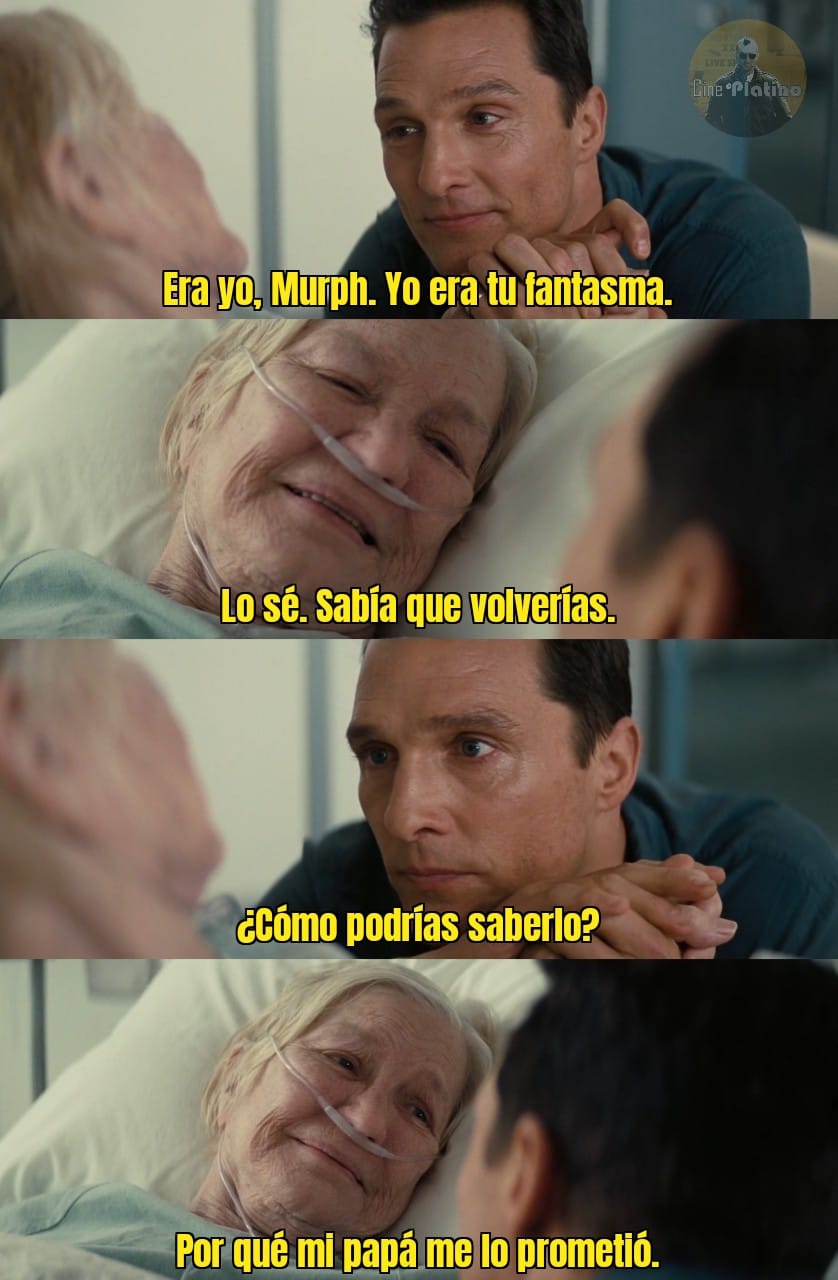 Cine Platino
Era yo, Murph. Yo era tu fantasma.
Lo sé. Sabía que volverías.
¿Cómo podrías saberlo?
Por qué mi papá me lo prometió.